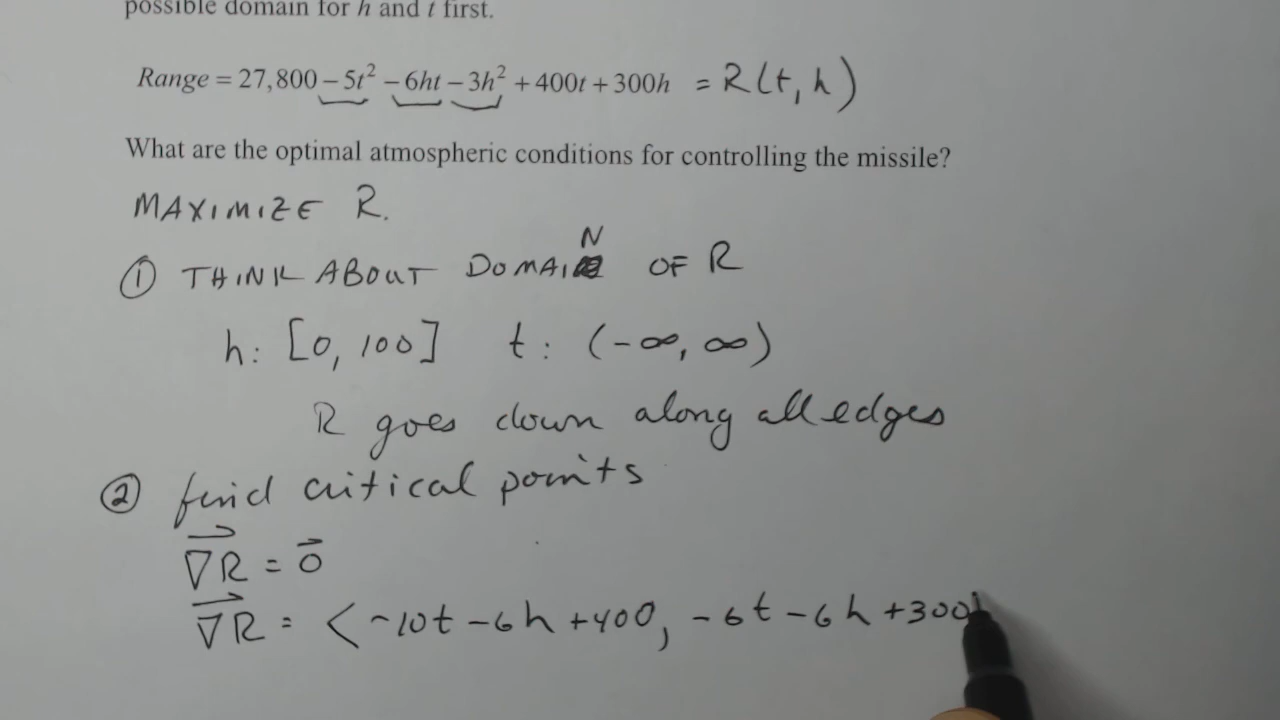 possible domain for h and t first.
Range = 27,800 − 5t² − 6ht − 3h² + 400t + 300h = R(t, h)
What are the optimal atmospheric conditions for controlling the missile?
MAXIMIZE R.
① THINK ABOUT DOMAIN OF R
h: [0, 100] t: (-∞, ∞)
R goes down along all edges
② find critical points
∇R = 0
∇R = < -10t - 6h + 400, - 6t - 6h + 300